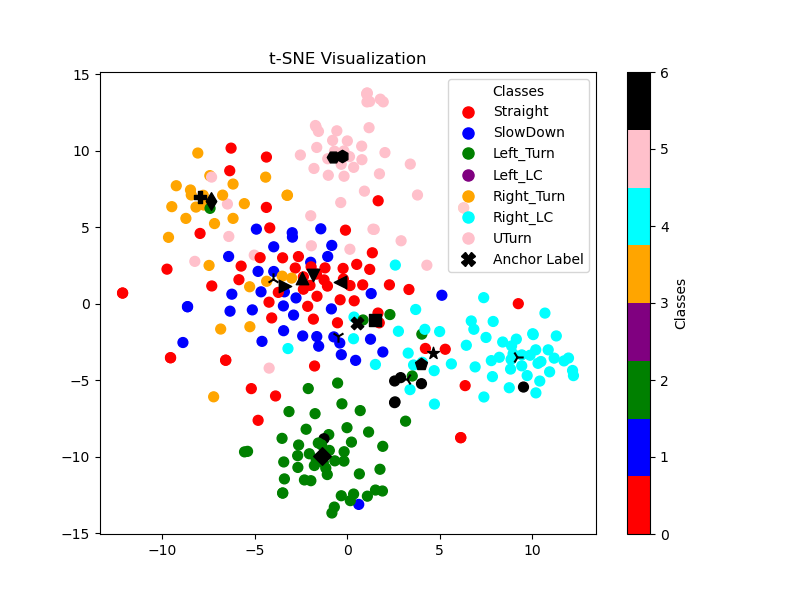 t-SNE Visualization
15
10
5
0
−5
−10
−15
−10
−5
0
5
10
Classes
Straight
SlowDown
Left_Turn
Left_LC
Right_Turn
Right_LC
UTurn
Anchor Label
6
5
4
3
2
1
0
Classes